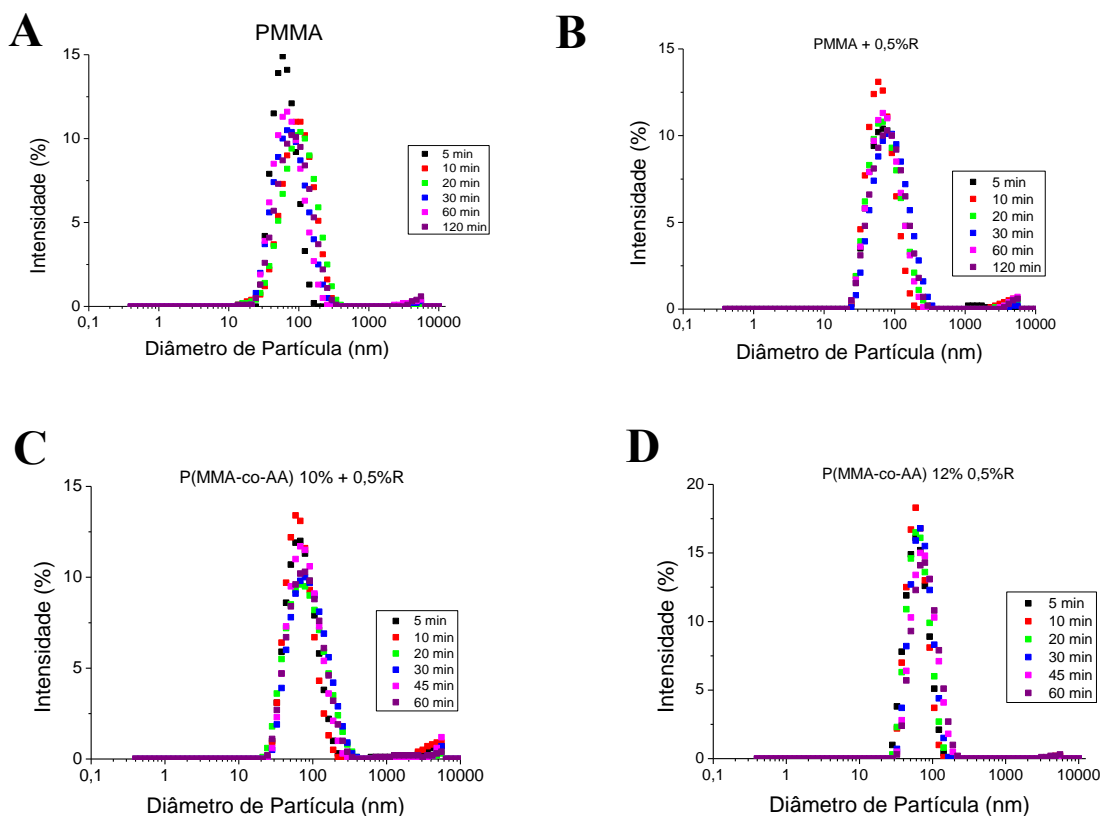 A
PMMA
15
10
5
0
0,1
1
10
100
1000
10000
Intensidade (%)
Diâmetro de Partícula (nm)
5 min
10 min
20 min
30 min
60 min
120 min
B
PMMA + 0,5%R
15
10
5
0
0,1
1
10
100
1000
10000
Intensidade (%)
Diâmetro de Partícula (nm)
5 min
10 min
20 min
30 min
60 min
120 min
C
P(MMA-co-AA) 10% + 0,5%R
15
10
5
0
0,1
1
10
100
1000
10000
Intensidade (%)
Diâmetro de Partícula (nm)
5 min
10 min
20 min
30 min
45 min
60 min
D
P(MMA-co-AA) 12% 0,5%R
20
15
10
5
0
0,1
1
10
100
1000
10000
Intensidade (%)
Diâmetro de Partícula (nm)
5 min
10 min
20 min
30 min
45 min
60 min